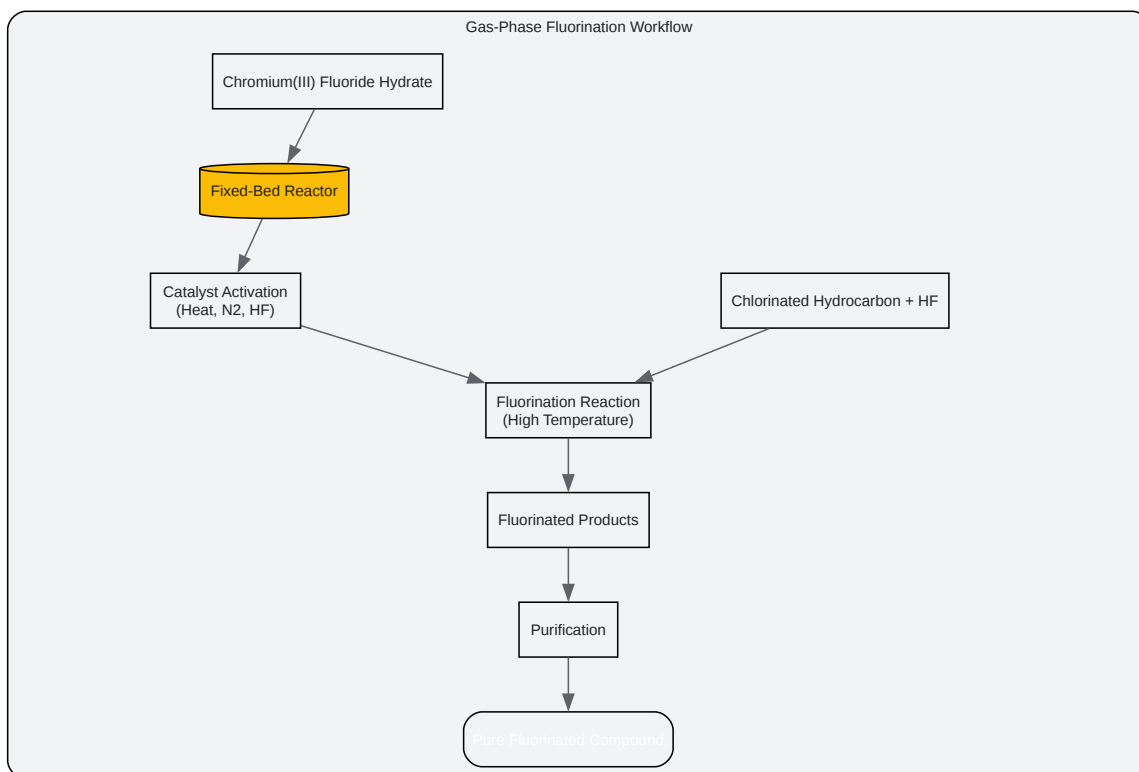 Gas-Phase Fluorination Workflow
Chromium(III) Fluoride Hydrate
Fixed-Bed Reactor
Catalyst Activation
(Heat, N2, HF)
Chlorinated Hydrocarbon + HF
Fluorination Reaction
(High Temperature)
Fluorinated Products
Purification
Pure Fluorinated Compound